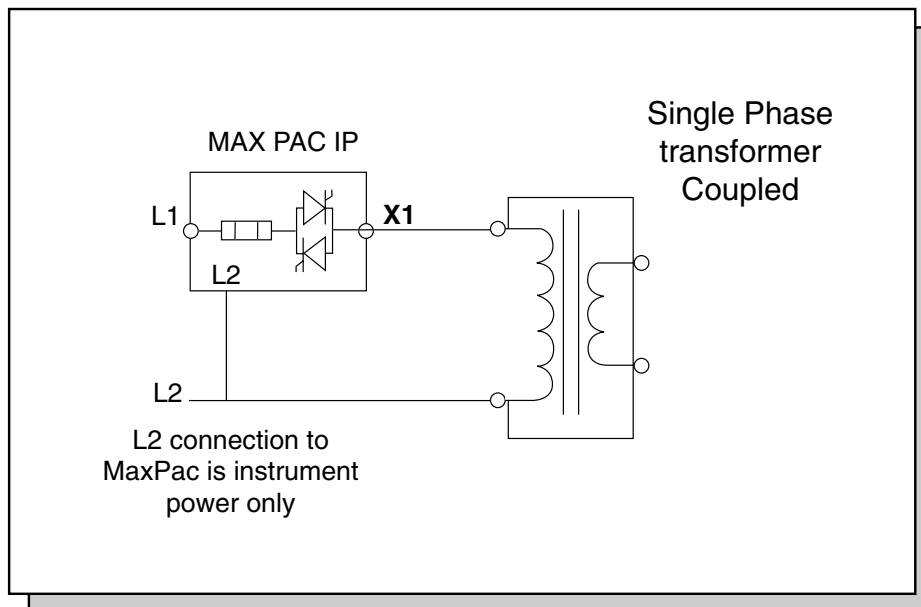 Single Phase
transformer
Coupled
MAX PAC IP
L1
X1
L2
L2
L2 connection to
MaxPac is instrument
power only